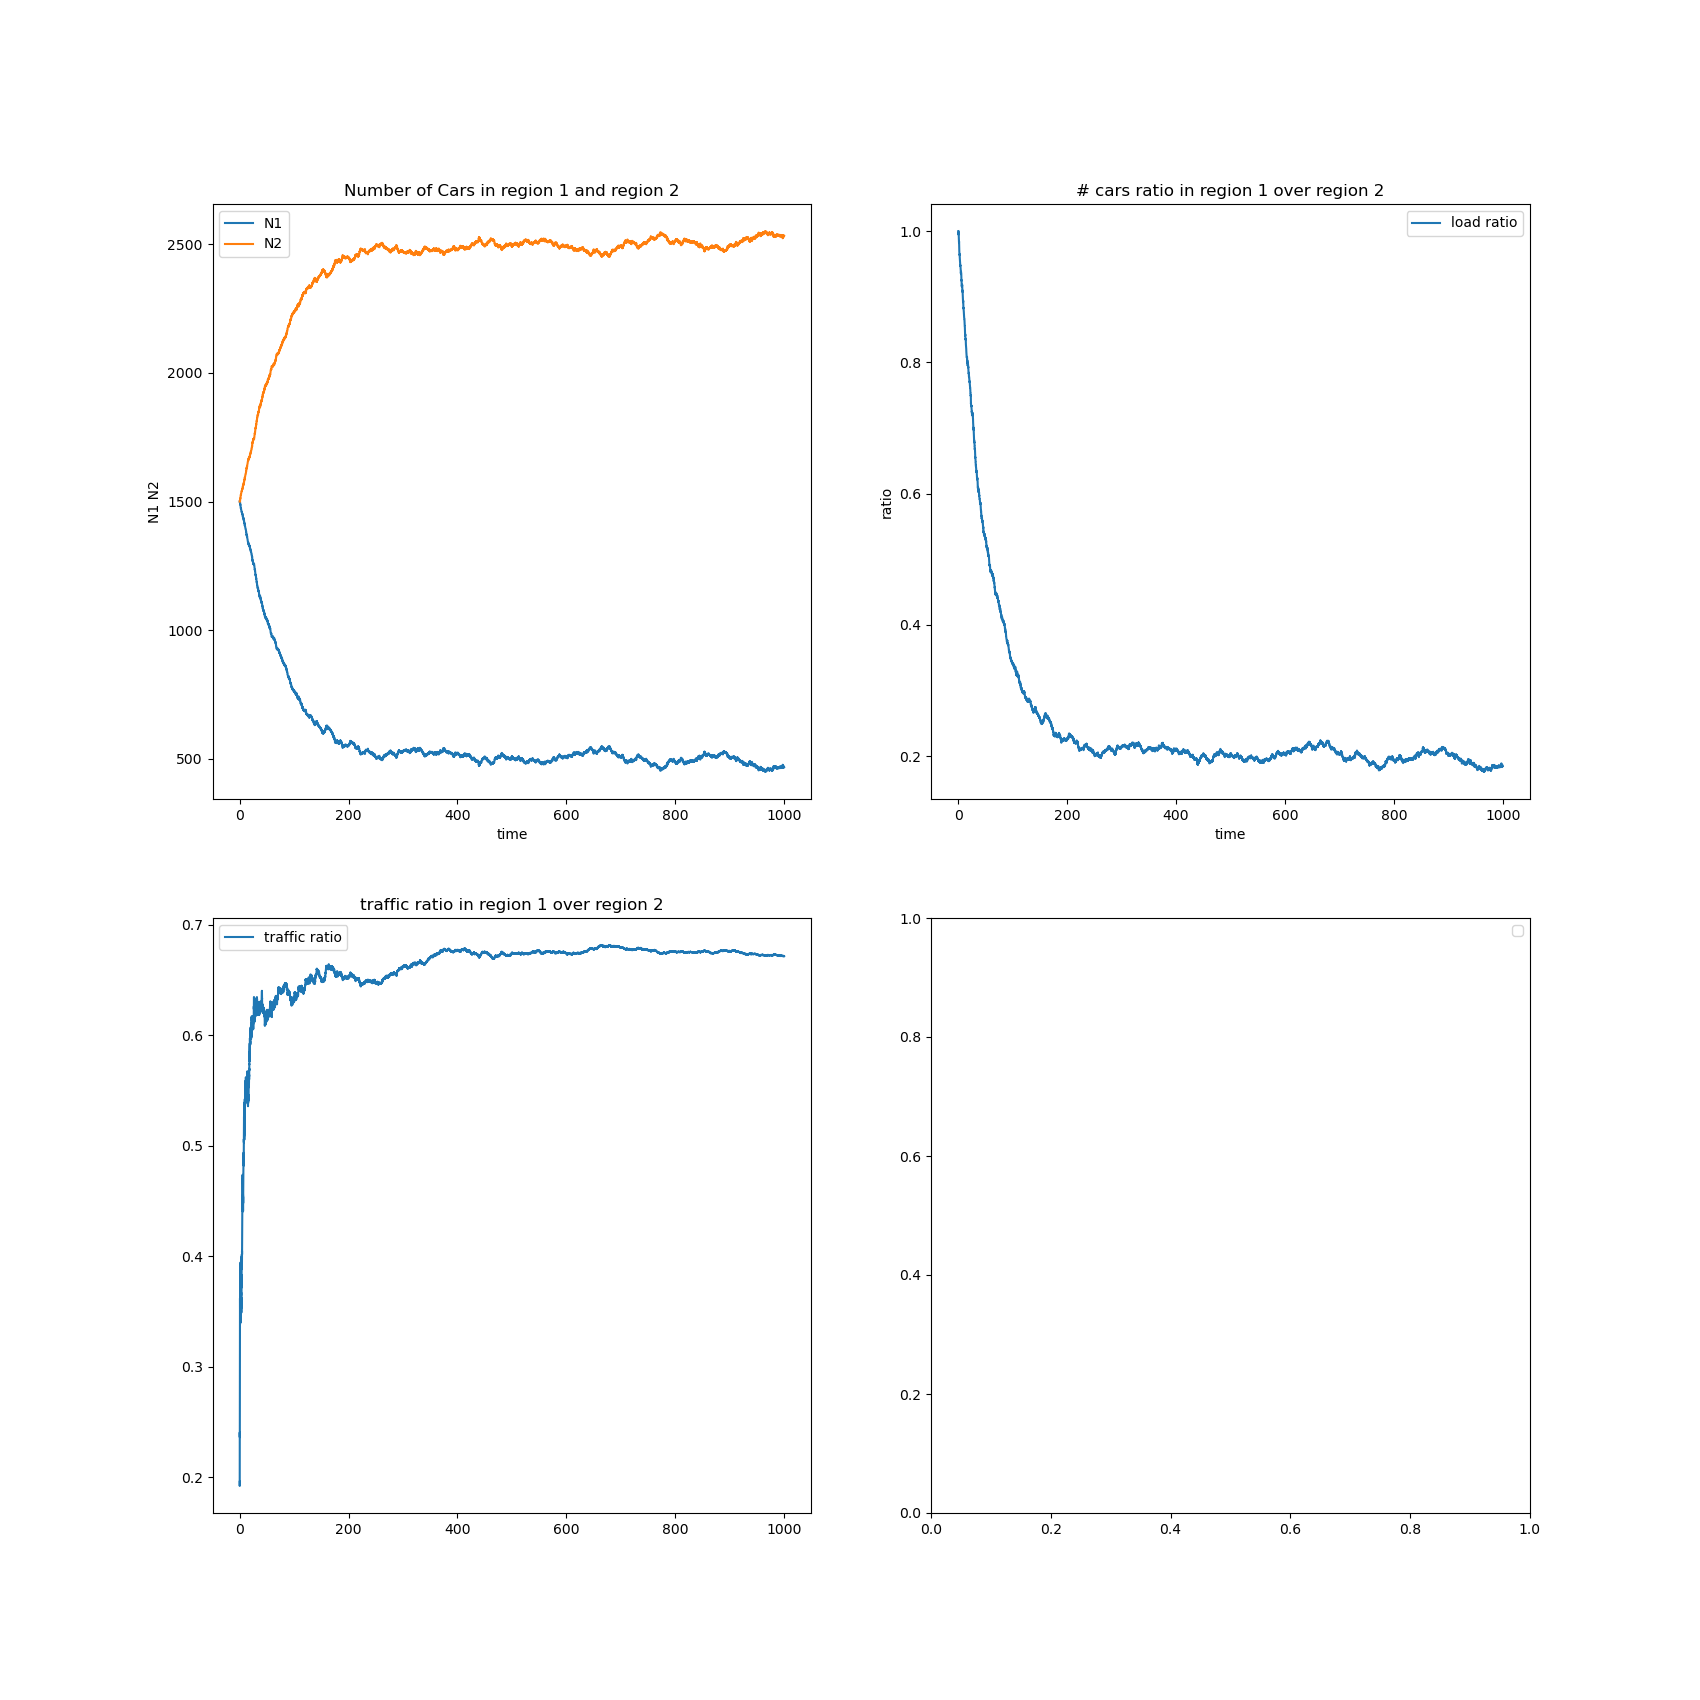 Number of Cars in region 1 and region 2
N1
N2
2500
2000
1500
1000
500
N1 N2
0 200 400 600 800 1000
time
# cars ratio in region 1 over region 2
load ratio
1.0
0.8
0.6
0.4
0.2
ratio
0 200 400 600 800 1000
time
traffic ratio in region 1 over region 2
traffic ratio
0.7
0.6
0.5
0.4
0.3
0.2
0 200 400 600 800 1000
1.0
0.8
0.6
0.4
0.2
0.0
0.0 0.2 0.4 0.6 0.8 1.0